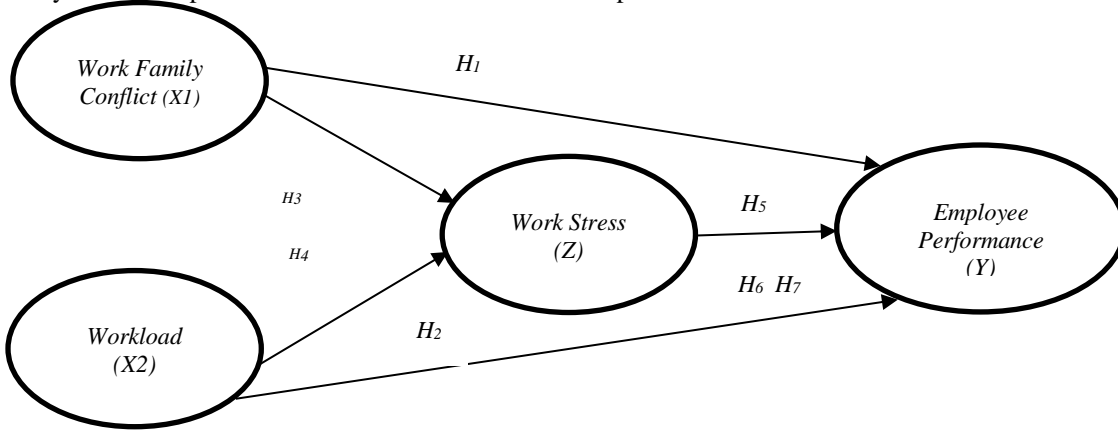 Work Family
Conflict (X1)
H1
H3
H4
Work Stress
(Z)
H5
Employee
Performance
(Y)
H6 H7
Workload
(X2)
H2